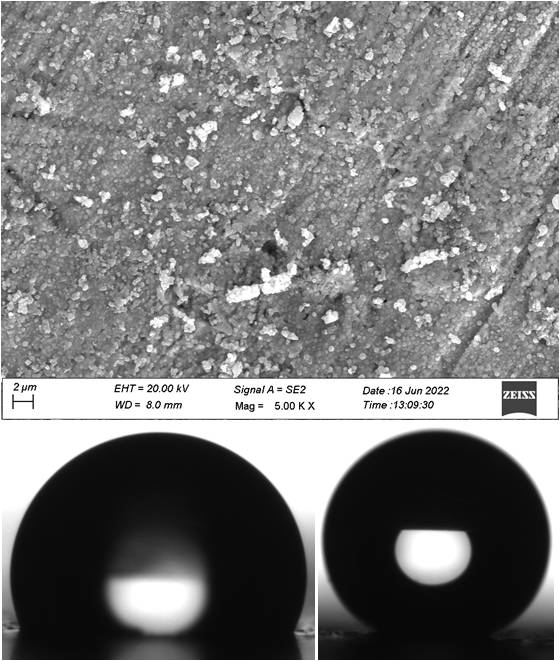 2 µm
EHT = 20.00 kV
Signal A = SE2
Date :16 Jun 2022
ZEISS
WD = 8.0 mm
Mag = 5.00 K X
Time :13:09:30